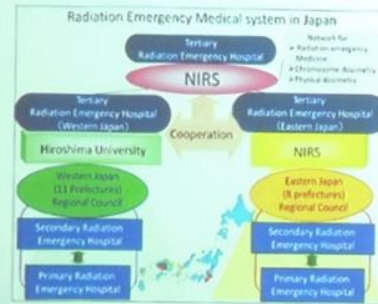 Radiation Emergency Medical system in Japan
Tertiary
Radiation Emergency Hospital
NIRS
Network for
Radiation emergency
Medicine
Chromosome dosimetry
Physical dosimetry
Tertiary
Radiation Emergency Hospital
(Western Japan)
Hiroshima University
Cooperation
Tertiary
Radiation Emergency Hospital
(Eastern Japan)
NIRS
Western Japan
(11 Prefectures)
Regional Council
Secondary Radiation
Emergency Hospital
Primary Radiation
Emergency Hospital
Eastern Japan
(8 prefectures)
Regional Council
Secondary Radiation
Emergency Hospital
Primary Radiation
Emergency Hospital